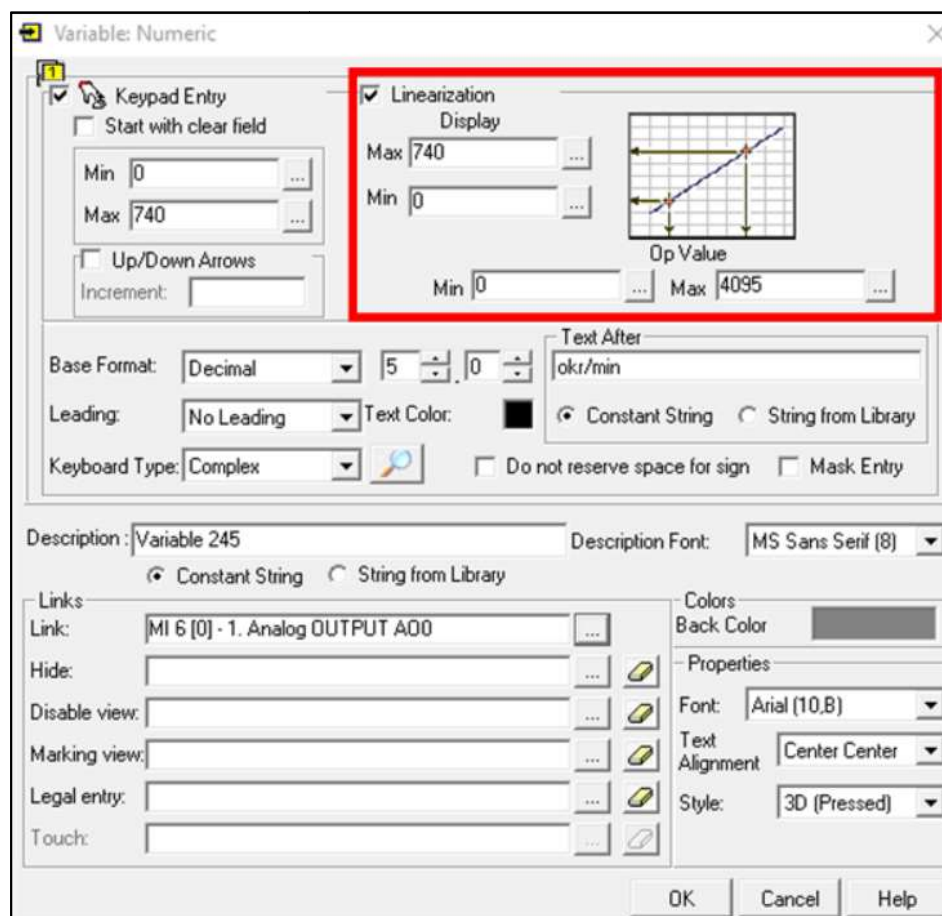 Variable: Numeric
1
Keypad Entry
Start with clear field
Min 0 ...
Max 740 ...
Up/Down Arrows
Increment:
Linearization
Display
Max 740 ...
Min 0 ...
Op Value
Min 0 ... Max 4095 ...
Base Format: Decimal 5 . 0
Leading: No Leading Text Color:
Keyboard Type: Complex
Text After
okr/min
Constant String String from Library
Do not reserve space for sign Mask Entry
Description : Variable 245 Description Font: MS Sans Serif (8)
Constant String String from Library
Links
Link: MI 6 [0] - 1. Analog OUTPUT AO0 ...
Hide: ...
Disable view: ...
Marking view: ...
Legal entry: ...
Touch: ...
Colors
Back Color
Properties
Font: Arial (10,B)
Text
Alignment Center Center
Style: 3D (Pressed)
OK Cancel Help